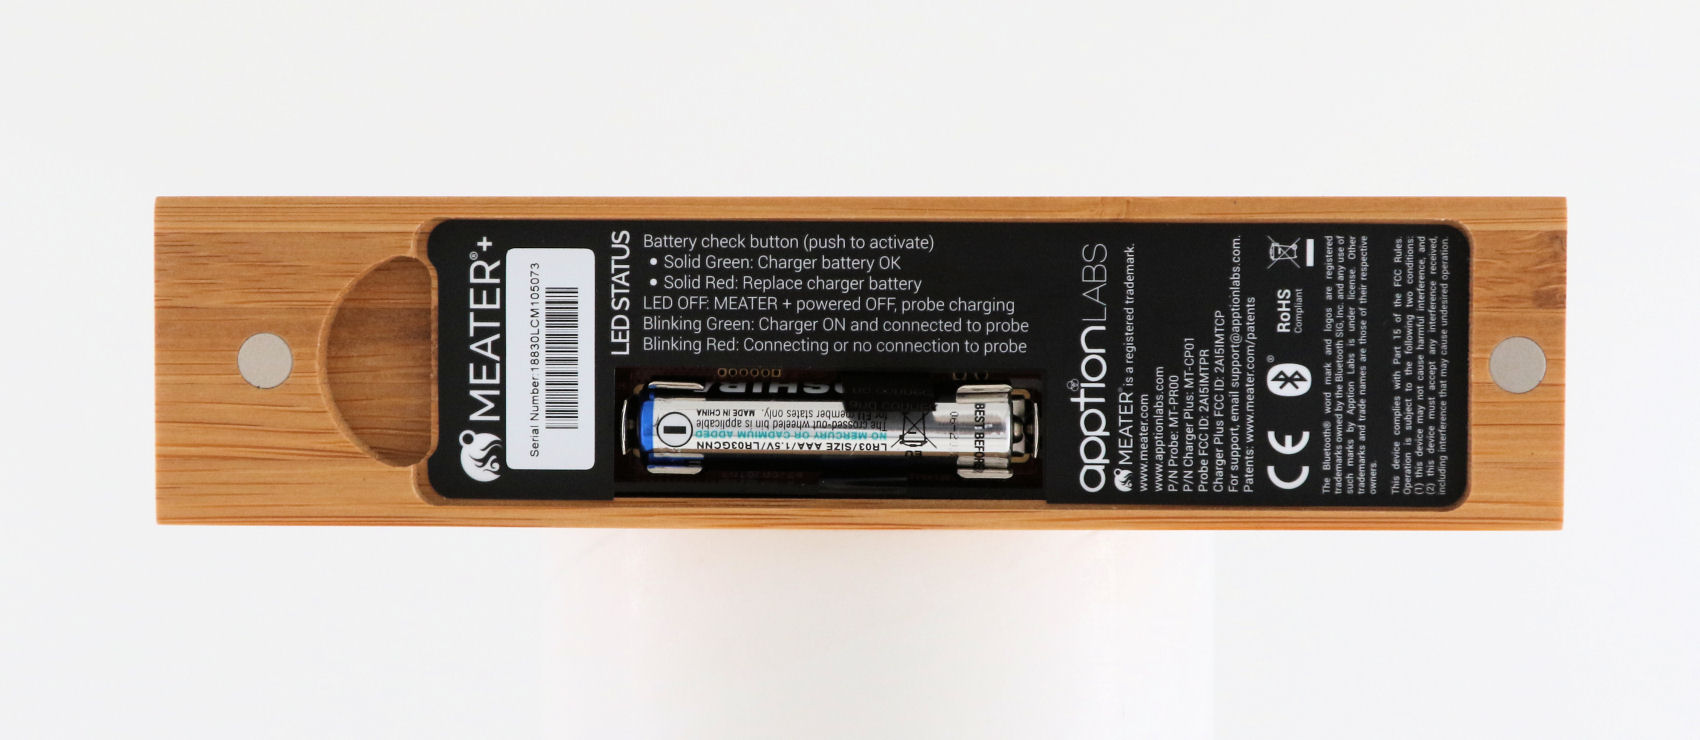 MEATER®+
Serial Number:18830LCM105073
LED STATUS
Battery check button (push to activate)
• Solid Green: Charger battery OK
• Solid Red: Replace charger battery
LED OFF: MEATER + powered OFF, probe charging
Blinking Green: Charger ON and connected to probe
Blinking Red: Connecting or no connection to probe
LR03/SIZE AAA/1.5V/LR03GCNN
NO MERCURY OR CADMIUM ADDED
The crossed-out wheeled bin is applicable
for EU member states only. MADE IN CHINA
EU
BEST BEFORE
apption LABS
MEATER® is a registered trademark.
www.meater.com
www.apptionlabs.com
P/N Probe: MT-PR00
P/N Charger Plus: MT-CP01
Probe FCC ID: 2AI5IMTPR
Charger Plus FCC ID: 2AI5IMTCP
For support, email support@apptionlabs.com.
Patents: www.meater.com/patents
CE
RoHS
Compliant
The Bluetooth® word mark and logos are registered
trademarks owned by the Bluetooth SIG, Inc. and any use of
such marks by Apption Labs is under license. Other
trademarks and trade names are those of their respective
owners.
This device complies with Part 15 of the FCC Rules.
Operation is subject to the following two conditions:
(1) this device may not cause harmful interference, and
(2) this device must accept any interference received,
including interference that may cause undesired operation.